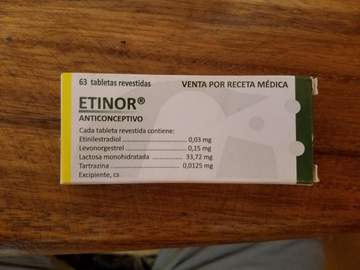 63 tabletas revestidas VENTA POR RECETA MÉDICA
ETINOR®
ANTICONCEPTIVO
Cada tableta revestida contiene:
Etinilestradiol 0,03 mg
Levonorgestrel 0,15 mg
Lactosa monohidratada 33,72 mg
Tartrazina 0,0125 mg
Excipiente, cs